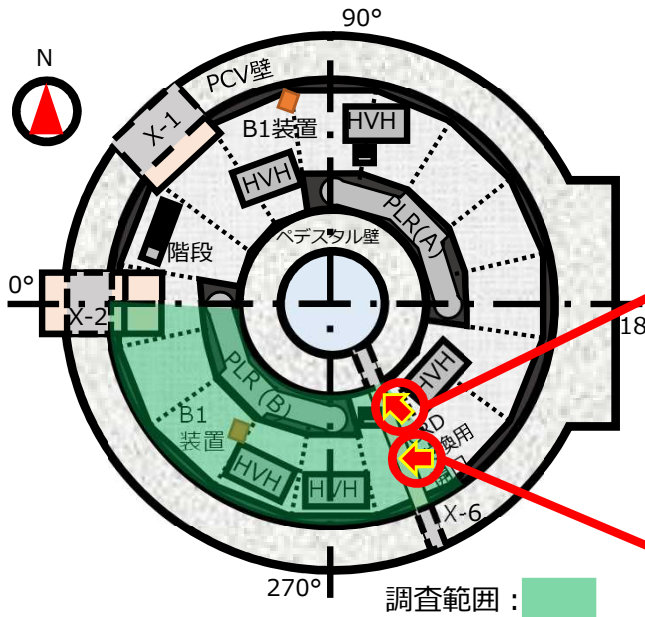 90°
N
PCV壁
X-1
B1装置
HVH
HVH
PLR(A)
階段
ペデスタル壁
0°
X-2
18
HVH
PLR (B)
B1
装置
HVH
HVH
X-6
270°
調査範囲：